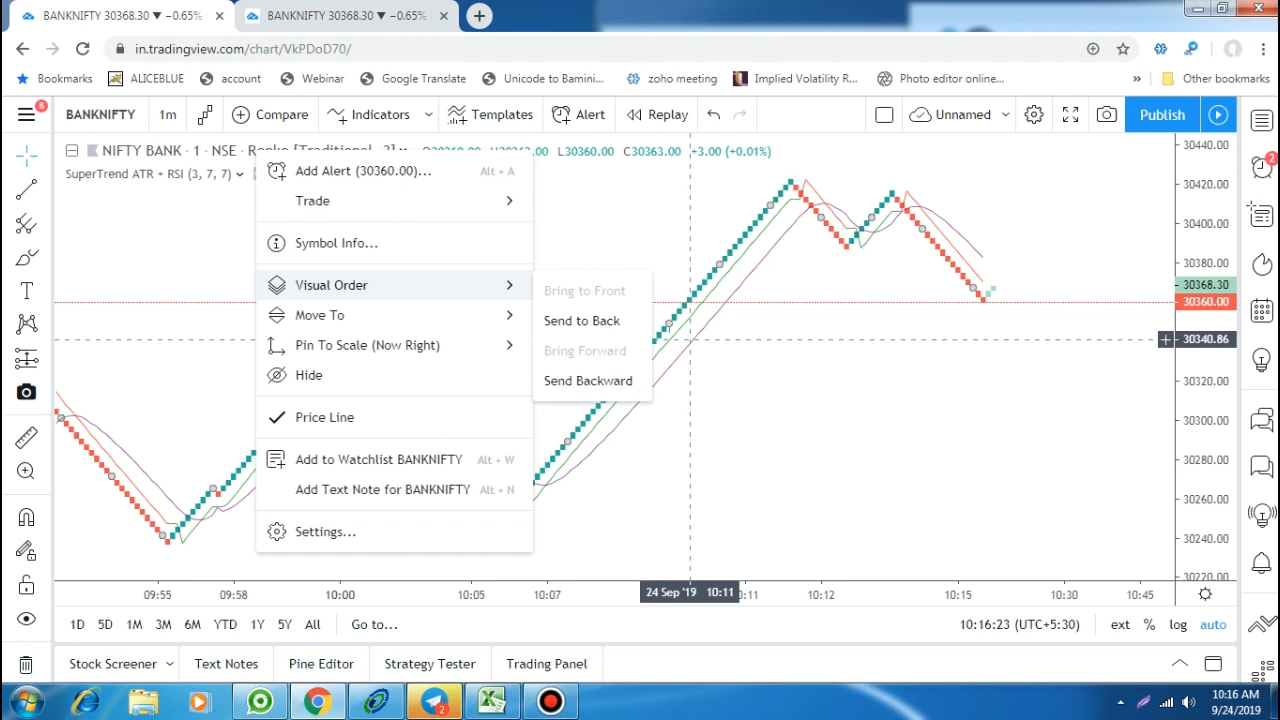 BANKNIFTY 30368.30 ▼ −0.65%
BANKNIFTY 30368.30 ▼ −0.65%
in.tradingview.com/chart/VkPDoD70/
Bookmarks ALICEBLUE account Webinar Google Translate Unicode to Bamini... zoho meeting Implied Volatility R... Photo editor online... » Other bookmarks
8 BANKNIFTY 1m Compare Indicators Templates Alert Replay Unnamed Publish
NIFTY BANK · 1 · NSE
L30360.00 C30363.00 +3.00 (+0.01%)
SuperTrend ATR + RSI (3, 7, 7)
Add Alert (30360.00)... Alt + A
Trade
Symbol Info...
Visual Order
Move To
Pin To Scale (Now Right)
Hide
Price Line
Add to Watchlist BANKNIFTY Alt + W
Add Text Note for BANKNIFTY Alt + N
Settings...
Bring to Front
Send to Back
Bring Forward
Send Backward
30440.00
30420.00
30400.00
30380.00
30368.30
30360.00
30340.86
30320.00
30300.00
30280.00
30260.00
30240.00
30220.00
2
09:55 09:58 10:00 10:05 10:07 24 Sep '19 10:11 10:12 10:15 10:30 10:45
1D 5D 1M 3M 6M YTD 1Y 5Y All Go to... 10:16:23 (UTC+5:30) ext % log auto
Stock Screener Text Notes Pine Editor Strategy Tester Trading Panel
2
10:16 AM
9/24/2019